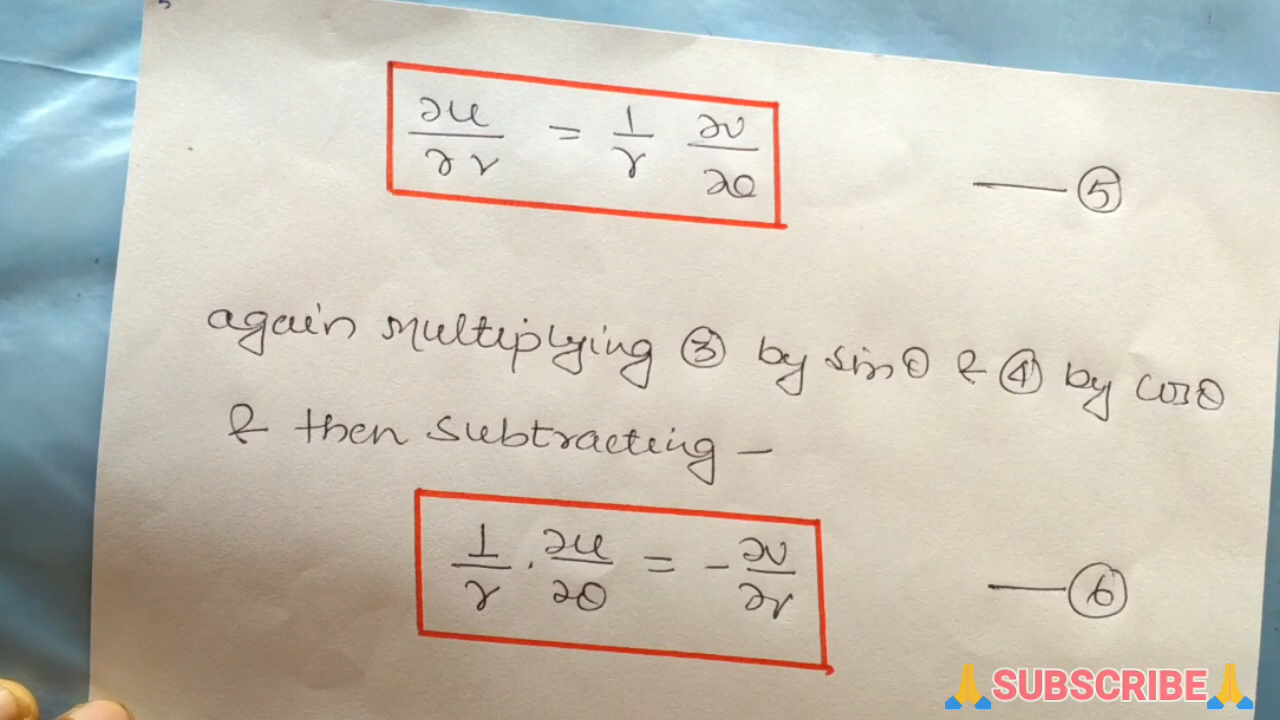 ∂u/∂r = 1/r ∂v/∂θ —— ⑤
again multiplying ③ by sinθ & ④ by cosθ
& then subtracting –
1/r · ∂u/∂θ = - ∂v/∂r —— ⑥
🙏SUBSCRIBE🙏